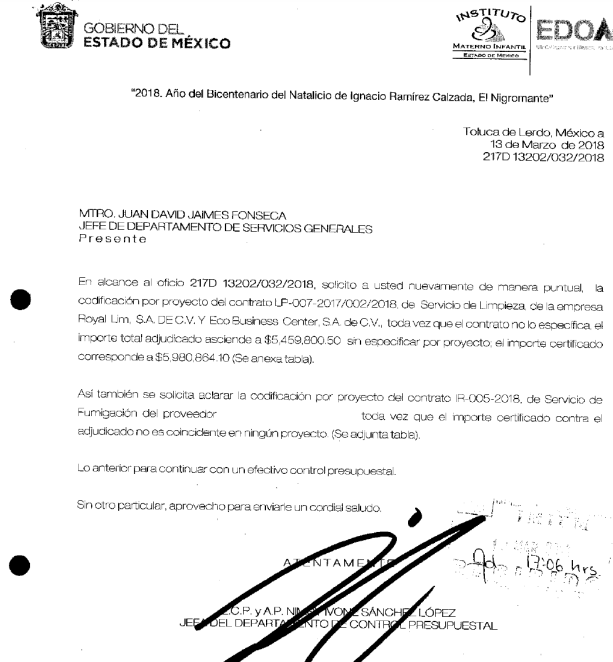 GOBIERNO DEL
ESTADO DE MÉXICO
INSTITUTO
MATERNO INFANTIL
ESTADO DE MÉXICO
EDOMÉX
"2018. Año del Bicentenario del Natalicio de Ignacio Ramírez Calzada, El Nigromante"
Toluca de Lerdo, México a
13 de Marzo de 2018
217D 13202/032/2018
MTRO. JUAN DAVID JAIMES FONSECA
JEFE DE DEPARTAMENTO DE SERVICIOS GENERALES
Presente
En alcance al oficio 217D 13202/032/2018, solicito a usted nuevamente de manera puntual, la
codificación por proyecto del contrato LP-007-2017/002/2018, de Servicio de Limpieza, de la empresa
Royal Lim, S.A. DE C.V. Y Eco Business Center, S.A. de C.V., toda vez que el contrato no lo especifica, el
importe total adjudicado asciende a $5,459,800.50 sin especificar por proyecto, el importe certificado
corresponde a $5,980,864.10 (Se anexa tabla).
Así también se solicita aclarar la codificación por proyecto del contrato IR-005-2018, de Servicio de
Fumigación del proveedor toda vez que el importe certificado contra el
adjudicado no es coincidente en ningún proyecto. (Se adjunta tabla).
Lo anterior para continuar con un efectivo control presupuestal.
Sin otro particular, aprovecho para enviarle un cordial saludo.
17:06 hrs
ATENTAMENTE
C.P. y A.P. IVONE SÁNCHEZ LÓPEZ
JEFA DEL DEPARTAMENTO DE CONTROL PRESUPUESTAL